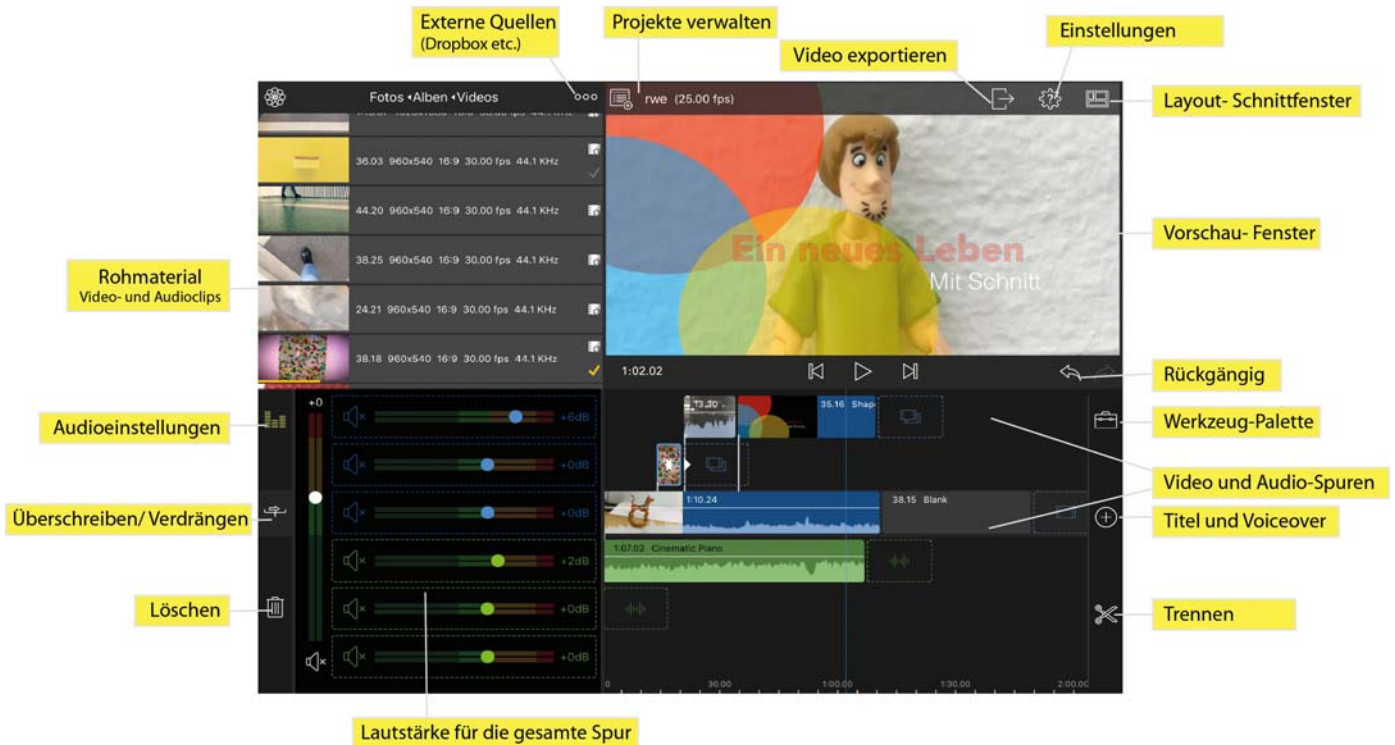 Externe Quellen
(Dropbox etc.)
Projekte verwalten
Video exportieren
Einstellungen
Fotos ◂Alben ◂Videos
rwe (25.00 fps)
Layout- Schnittfenster
36.03 960x540 16:9 30.00 fps 44.1 KHz
44.20 960x540 16:9 30.00 fps 44.1 KHz
38.25 960x540 16:9 30.00 fps 44.1 KHz
24.21 960x540 16:9 30.00 fps 44.1 KHz
38.18 960x540 16:9 30.00 fps 44.1 KHz
Rohmaterial
Video- und Audioclips
Ein neues Leben
Mit Schnitt
Vorschau- Fenster
1:02.02
Rückgängig
Audioeinstellungen
Überschreiben/ Verdrängen
Löschen
+0
+6dB
+0dB
+0dB
+2dB
+0dB
+0dB
35.16 Shap
1:10.24
38.15 Blank
1:07.02 Cinematic Piano
0 30.00 1:00.00 1:30.00 2:00.00
Werkzeug-Palette
Video und Audio-Spuren
Titel und Voiceover
Trennen
Lautstärke für die gesamte Spur